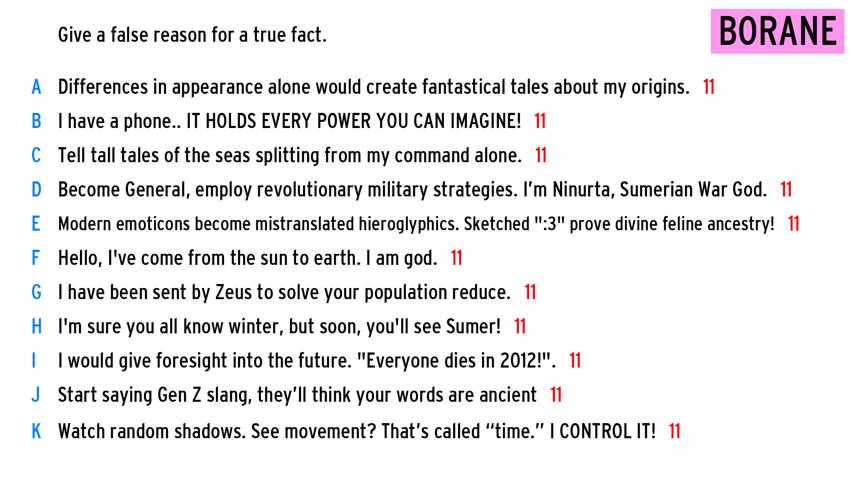 Give a false reason for a true fact.
BORANE
A Differences in appearance alone would create fantastical tales about my origins. 11
B I have a phone.. IT HOLDS EVERY POWER YOU CAN IMAGINE! 11
C Tell tall tales of the seas splitting from my command alone. 11
D Become General, employ revolutionary military strategies. I’m Ninurta, Sumerian War God. 11
E Modern emoticons become mistranslated hieroglyphics. Sketched ":3" prove divine feline ancestry! 11
F Hello, I've come from the sun to earth. I am god. 11
G I have been sent by Zeus to solve your population reduce. 11
H I'm sure you all know winter, but soon, you'll see Sumer! 11
I I would give foresight into the future. "Everyone dies in 2012!". 11
J Start saying Gen Z slang, they’ll think your words are ancient 11
K Watch random shadows. See movement? That’s called “time.” I CONTROL IT! 11